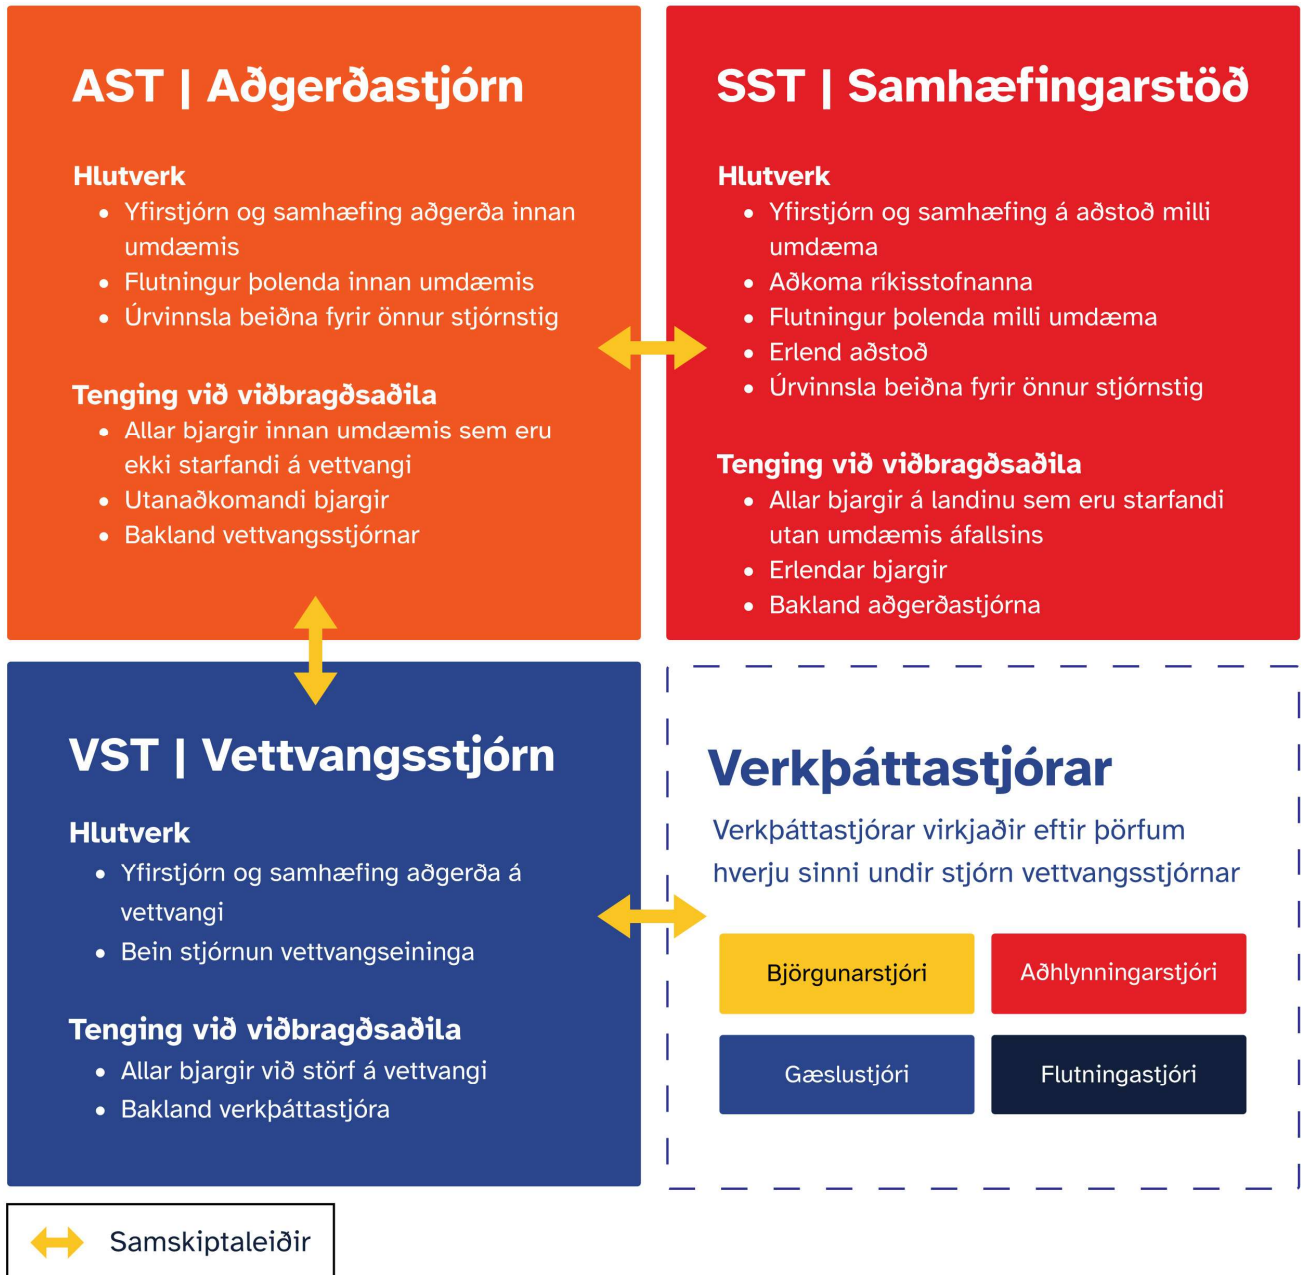 AST | Aðgerðastjórn
Hlutverk
• Yfirstjórn og samhæfing aðgerða innan
umdæmis
• Flutningur þolenda innan umdæmis
• Úrvinnsla beiðna fyrir önnur stjórnstig
Tenging við viðbragðsaðila
• Allar bjargir innan umdæmis sem eru
ekki starfandi á vettvangi
• Utanaðkomandi bjargir
• Bakland vettvangsstjórnar
SST | Samhæfingarstöð
Hlutverk
• Yfirstjórn og samhæfing á aðstoð milli
umdæma
• Aðkoma ríkisstofnanna
• Flutningur þolenda milli umdæma
• Erlend aðstoð
• Úrvinnsla beiðna fyrir önnur stjórnstig
Tenging við viðbragðsaðila
• Allar bjargir á landinu sem eru starfandi
utan umdæmis áfallsins
• Erlendar bjargir
• Bakland aðgerðastjórna
VST | Vettvangsstjórn
Hlutverk
• Yfirstjórn og samhæfing aðgerða á
vettvangi
• Bein stjórnun vettvangseininga
Tenging við viðbragðsaðila
• Allar bjargir við störf á vettvangi
• Bakland verkþáttastjóra
Verkþáttastjórar
Verkþáttastjórar virkjaðir eftir þörfum
hverju sinni undir stjórn vettvangsstjórnar
Björgunarstjóri
Aðhlynningarstjóri
Gæslustjóri
Flutningastjóri
Samskiptaleiðir